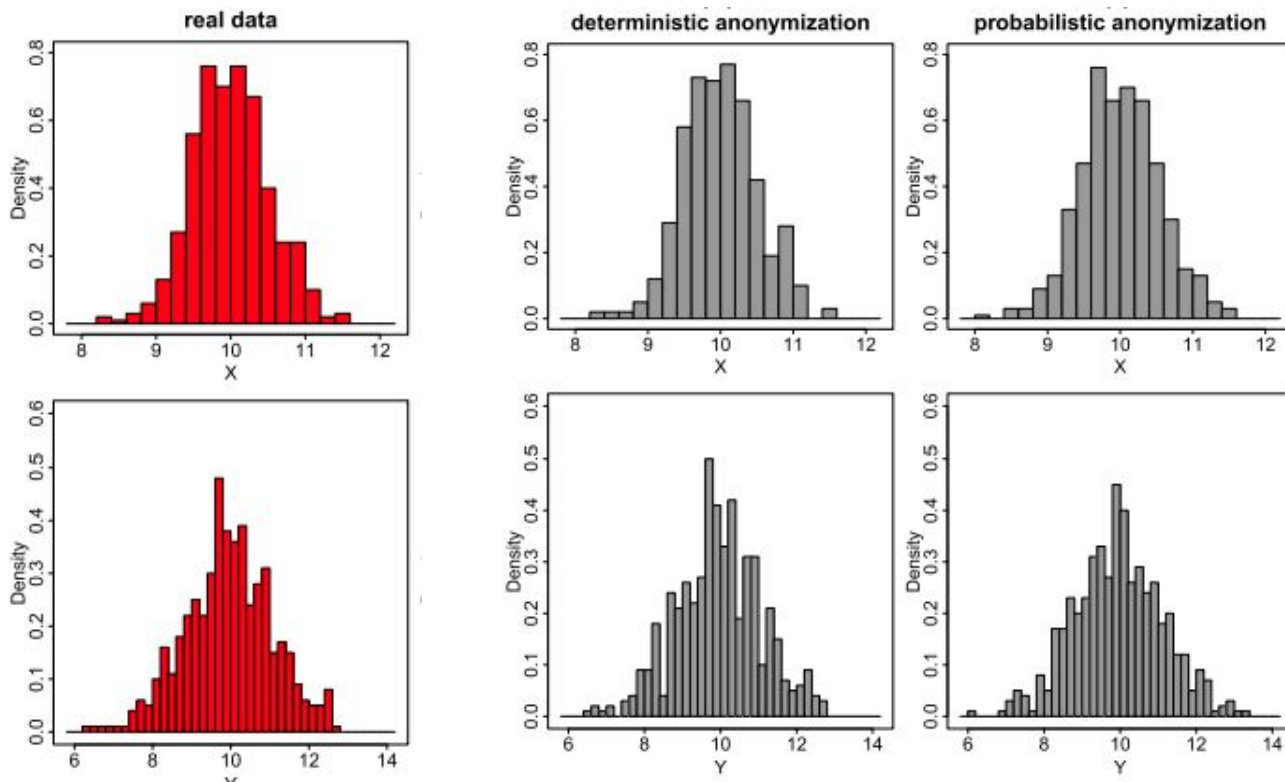 real data
deterministic anonymization
probabilistic anonymization
Density
0.0 0.2 0.4 0.6 0.8
8 9 10 11 12
X
Density
0.0 0.2 0.4 0.6 0.8
8 9 10 11 12
X
Density
0.0 0.2 0.4 0.6 0.8
8 9 10 11 12
X
Density
0.0 0.1 0.2 0.3 0.4 0.5 0.6
6 8 10 12 14
Y
Density
0.0 0.1 0.2 0.3 0.4 0.5 0.6
6 8 10 12 14
Y
Density
0.0 0.1 0.2 0.3 0.4 0.5 0.6
6 8 10 12 14
Y